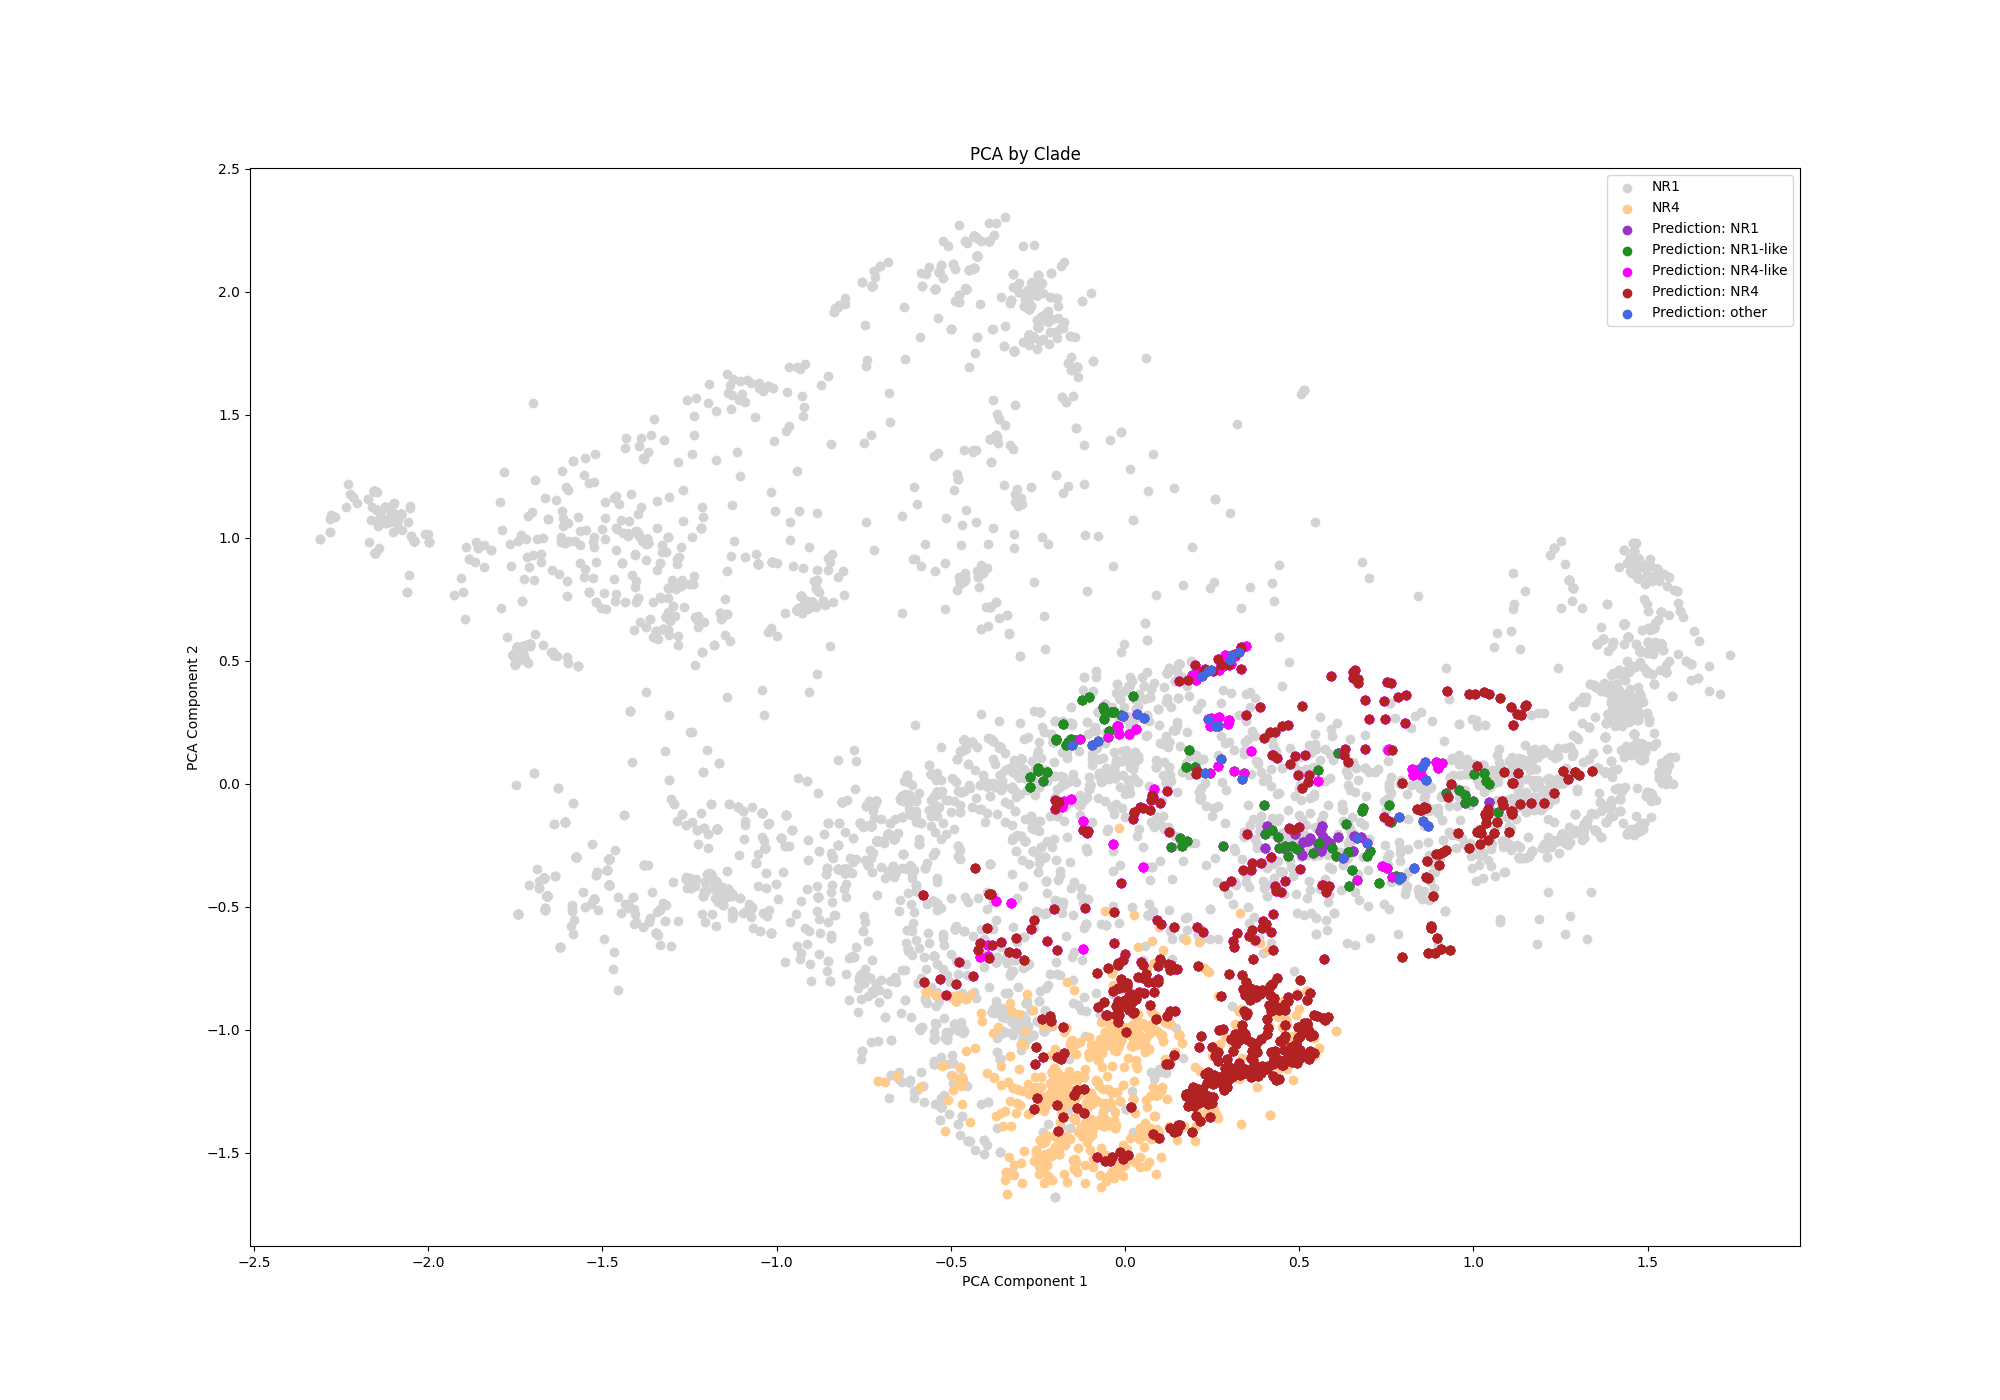 PCA by Clade
NR1
NR4
Prediction: NR1
Prediction: NR1-like
Prediction: NR4-like
Prediction: NR4
Prediction: other
PCA Component 2
2.5
2.0
1.5
1.0
0.5
0.0
−0.5
−1.0
−1.5
−2.5
−2.0
−1.5
−1.0
−0.5
0.0
0.5
1.0
1.5
PCA Component 1